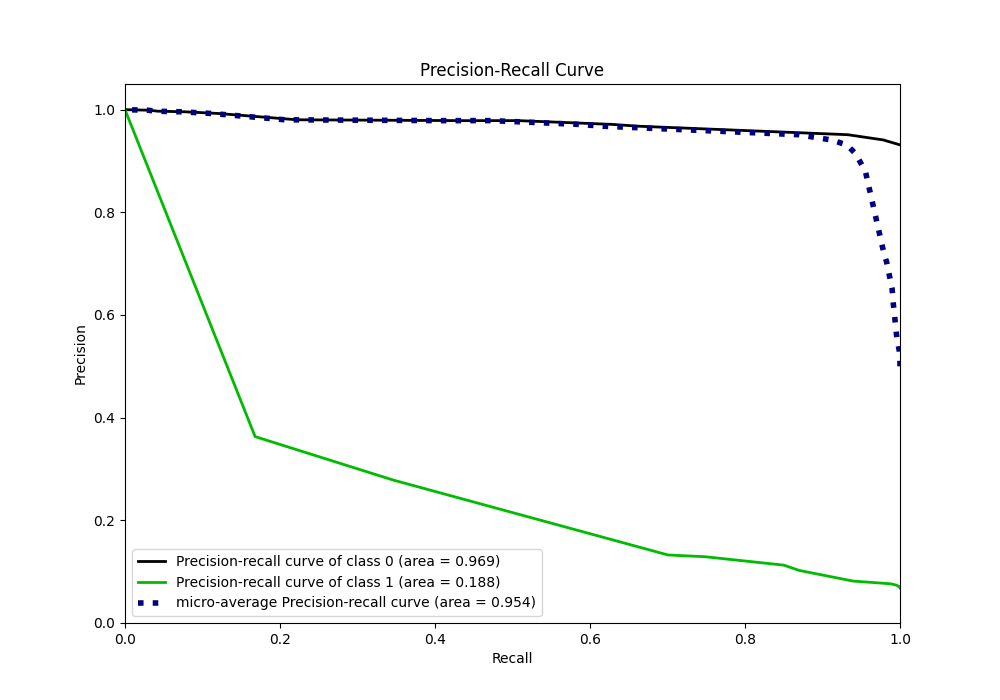 Precision-Recall Curve
1.0
0.8
0.6
0.4
0.2
0.0
Precision
Precision-recall curve of class 0 (area = 0.969)
Precision-recall curve of class 1 (area = 0.188)
micro-average Precision-recall curve (area = 0.954)
0.0 0.2 0.4 0.6 0.8 1.0
Recall